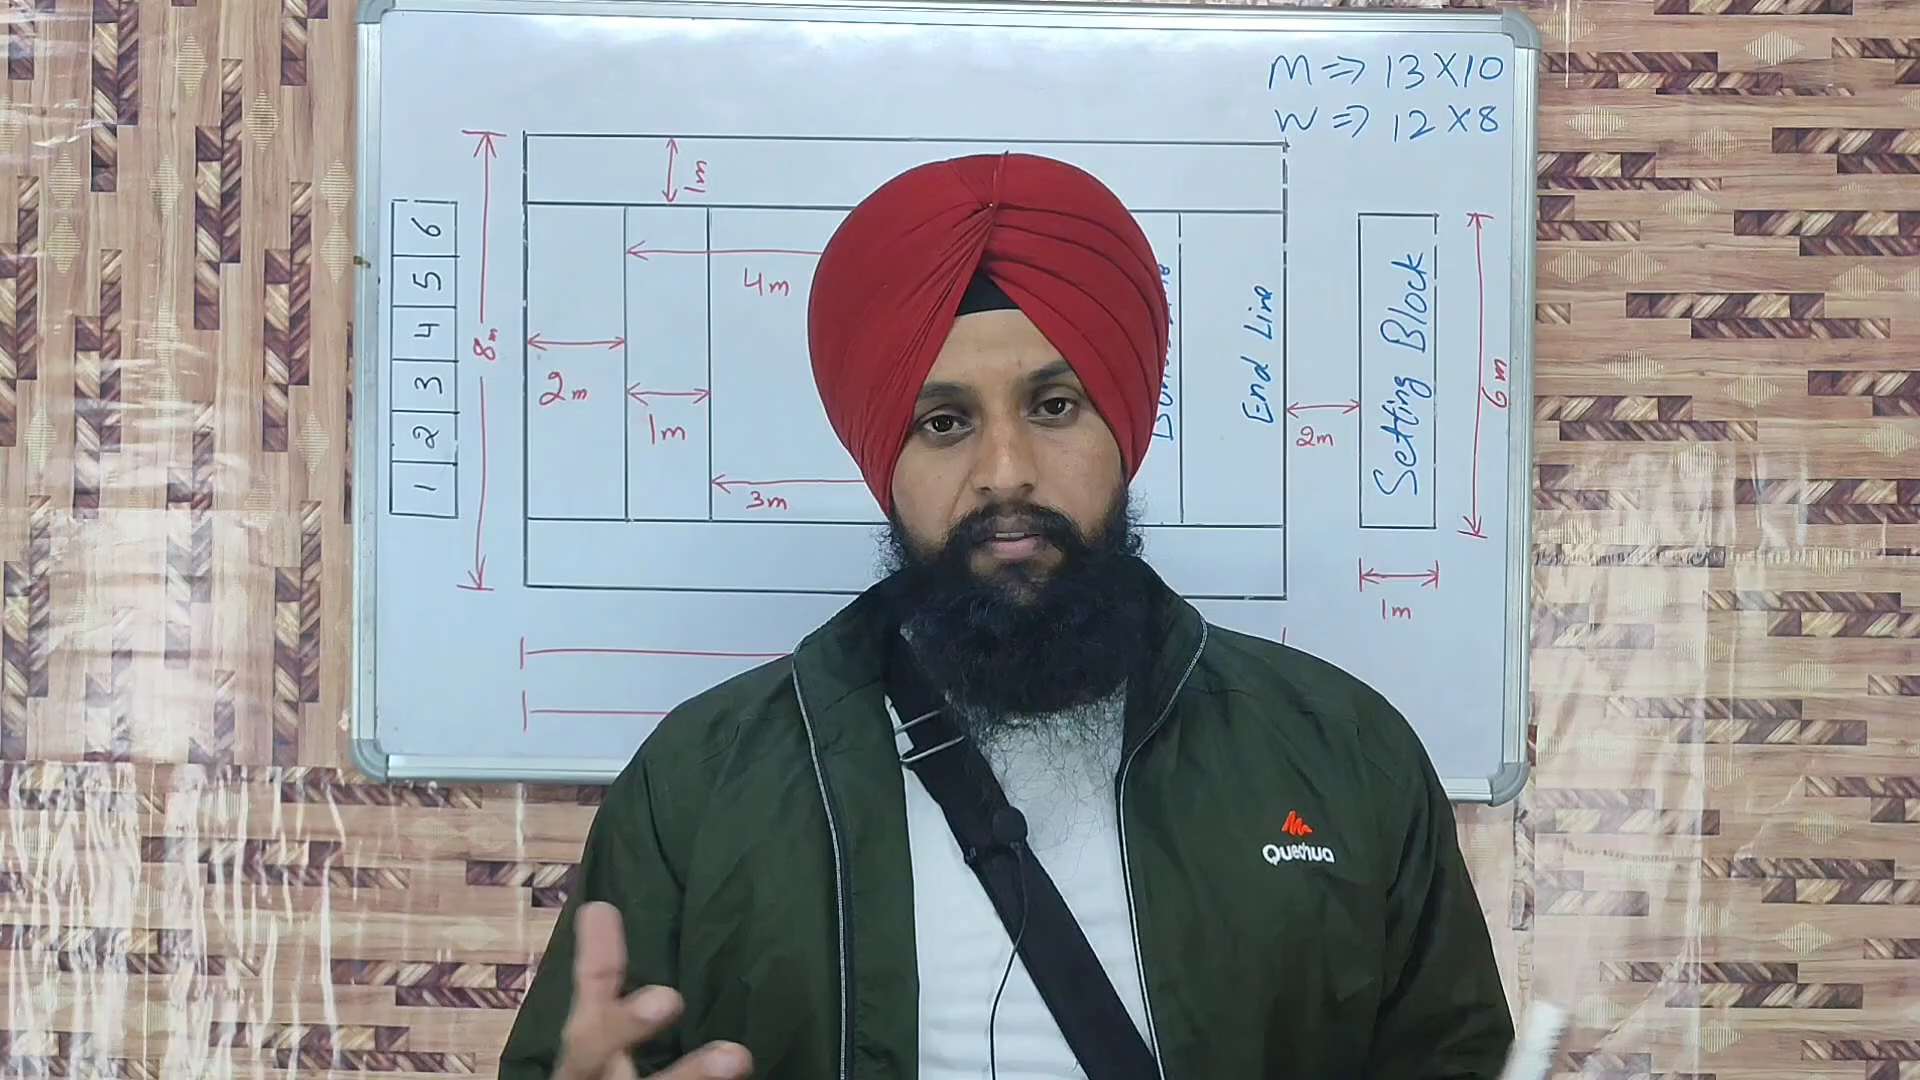 M => 13 X 10
W => 12 X 8
1m
6
5
4
3
2
1
8m
4m
2m
1m
3m
End Line
2m
Setting Block
6m
1m
Quechua